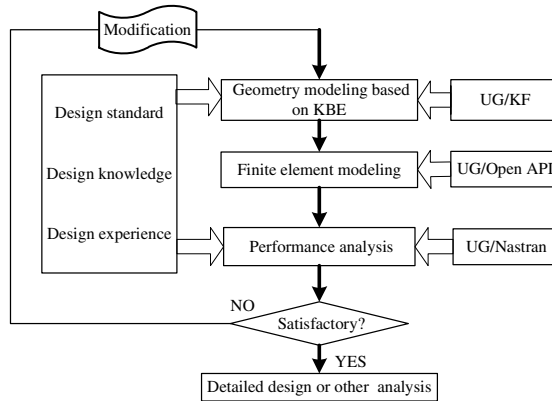 Modification
Geometry modeling based
on KBE
UG/KF
Design standard
Design knowledge
Design experience
Finite element modeling
UG/Open API
Performance analysis
UG/Nastran
NO
Satisfactory?
YES
Detailed design or other analysis